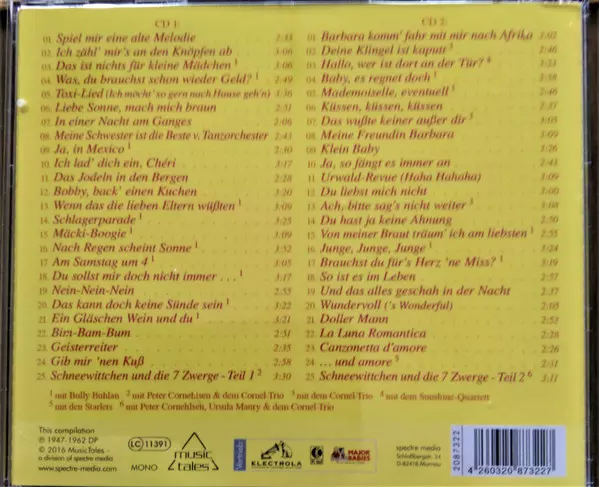 CD 1:
01. Spiel mir eine alte Melodie 2:33
02. Ich zähl' mir's an den Knöpfen ab 3:06
03. Das ist nichts für kleine Mädchen ¹ 3:06
04. Was, du brauchst schon wieder Geld? ¹ 2:49
05. Taxi-Lied (Ich möcht' so gern nach Hause geh'n)
06. Liebe Sonne, mach mich braun 2:31
07. In einer Nacht am Ganges 2:06
08. Meine Schwester ist die Beste v. Tanzorchester 2:43
09. Ja, in Mexico ¹ 2:40
10. Ich lad' dich ein, Chéri 3:17
11. Das Jodeln in den Bergen 2:28
12. Bobby, back' einen Kuchen 3:20
13. Wenn das die lieben Eltern wüßten ¹ 3:09
14. Schlagerparade ¹ 3:25
15. Mäcki-Boogie ¹ 3:09
16. Nach Regen scheint Sonne ¹ 3:52
17. Am Samstag um 4 ¹ 3:05
18. Du sollst mir doch nicht immer . . . ¹ 3:17
19. Nein-Nein-Nein 2:55
20. Das kann doch keine Sünde sein ¹ 3:22
21. Ein Gläschen Wein und du ¹ 3:21
22. Bim-Bam-Bum 2:31
23. Geisterreiter 2:35
24. Gib mir 'nen Kuß 2:58
25. Schneewittchen und die 7 Zwerge - Teil 1 ² 3:30
CD 2:
01. Barbara komm' fahr mit mir nach Afrika 3:02
02. Deine Klingel ist kaputt ³ 2:46
03. Hallo, wer ist dort an der Tür? ⁴ 3:33
04. Baby, es regnet doch ¹ 2:38
05. Mademoiselle, eventuell ¹ 2:46
06. Küssen, küssen, küssen 2:37
07. Das wußte keiner außer dir ⁵ 3:05
08. Meine Freundin Barbara 3:09
09. Klein Baby 3:26
10. Ja, so fängt es immer an 2:43
11. Urwald-Revue (Haha Hahaha) 3:09
12. Du liebst mich nicht 3:00
13. Ach, bitte sag's nicht weiter ⁵ 3:08
14. Du hast ja keine Ahnung 2:50
15. Von meiner Braut träum' ich am liebsten ¹ 2:55
16. Junge, Junge, Junge ¹ 3:24
17. Brauchst du für's Herz 'ne Miss? ¹ 3:19
18. So ist es im Leben 2:57
19. Und das alles geschah in der Nacht 2:37
20. Wundervoll ('s Wonderful) 2:05
21. Doller Mann 2:52
22. La Luna Romantica 2:28
23. Canzonetta d'amore 2:26
24. ... und amore ⁵ 2:31
25. Schneewittchen und die 7 Zwerge - Teil 2 ⁶ 3:11
¹ mit Bully Buhlan ² mit Peter Cornehlsen & dem Cornel-Trio ³ mit dem Cornel-Trio ⁴ mit dem Sunshine-Quartett
⁵ mit den Starlets ⁶ mit Peter Cornehlsen, Ursula Maury & dem Cornel-Trio
This compilation
℗ 1947-1962 DP
© 2016 MusicTales -
a division of spectre media
www.spectre-media.com
LC 11391
MONO
music tales
Vertrieb:
ELECTROLA
MAJOR BABIES
spectre media
Schloßbergstr. 24
D-82418 Murnau
2087322
4 260320 873227